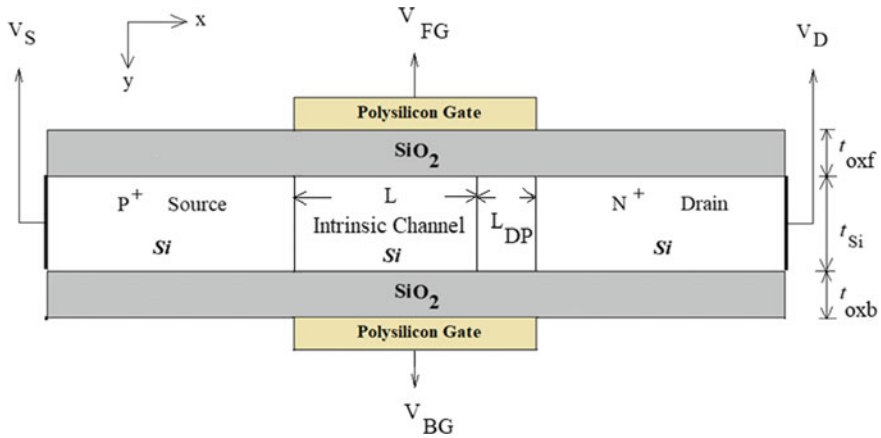 V_S
x
y
V_FG
V_D
Polysilicon Gate
SiO_2
t_oxf
P^+ Source
Si
L
Intrinsic Channel
Si
L_DP
N^+ Drain
Si
t_Si
SiO_2
t_oxb
Polysilicon Gate
V_BG